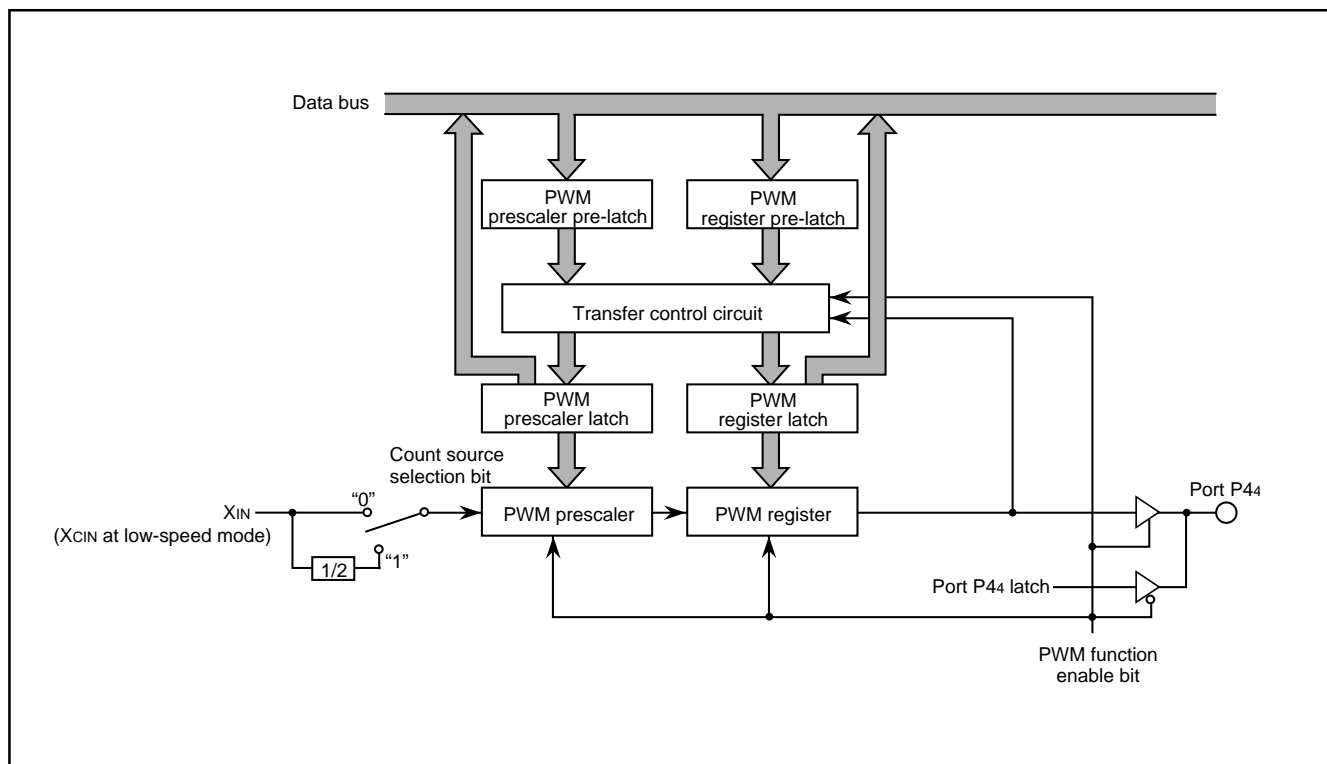 Data bus
PWM
prescaler pre-latch
PWM
register pre-latch
Transfer control circuit
PWM
prescaler latch
PWM
register latch
Count source
selection bit
XIN
(XCIN at low-speed mode)
“0”
“1”
1/2
PWM prescaler
PWM register
Port P44
Port P44 latch
PWM function
enable bit